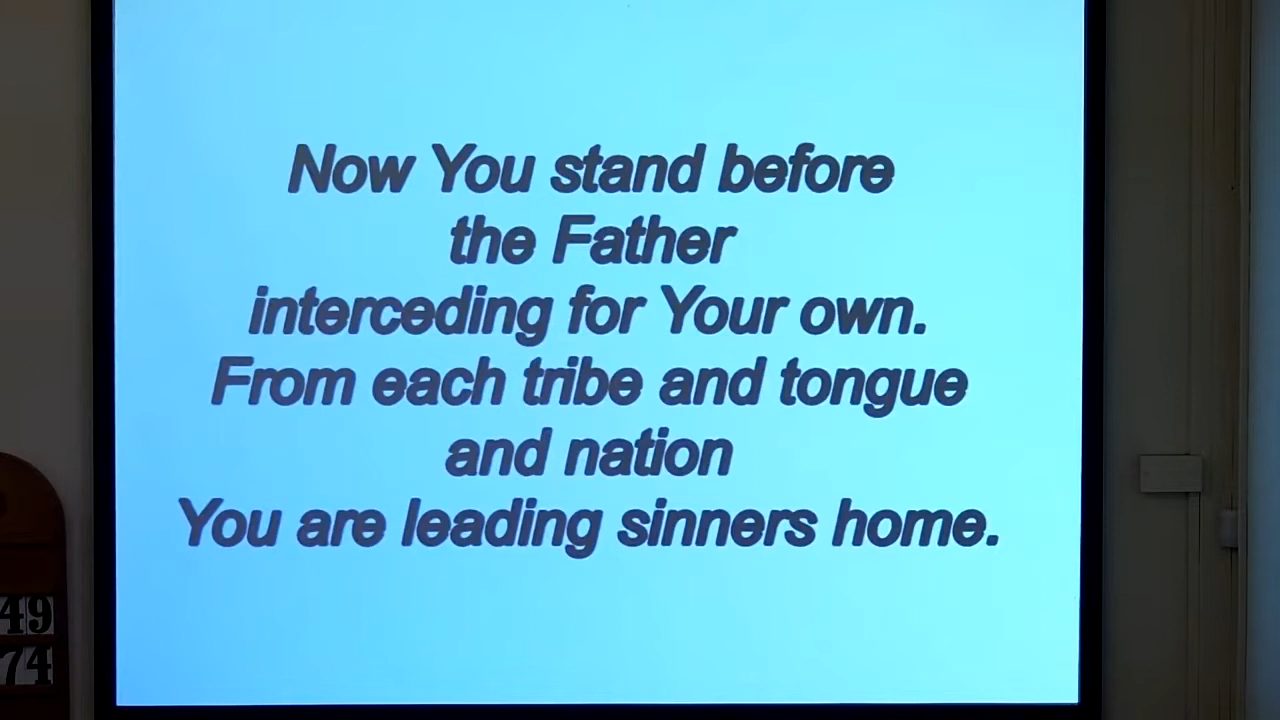 Now You stand before
the Father
interceding for Your own.
From each tribe and tongue
and nation
You are leading sinners home.
49
74